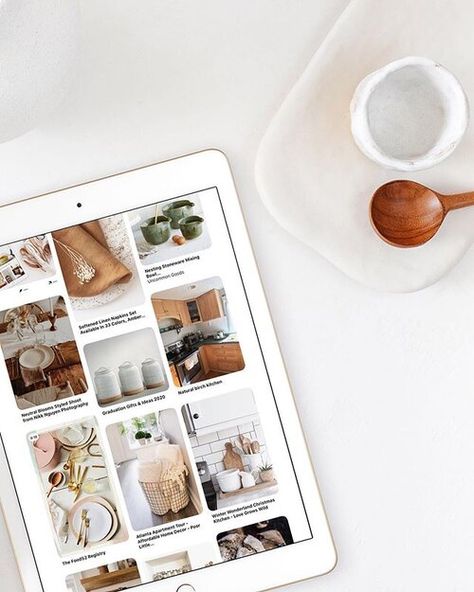 Nesting Stoneware Mixing
Bowl...
Uncommon Goods
Softened Linen Napkins Set
Available in 33 Colors, Amber...
Natural birch kitchen
Neutral Blooms Styled Shoot
from Nikk Nguyen Photography
Graduation Gifts & Ideas 2020
Winter Wonderland Christmas
Kitchen - Love Grows Wild
Atlanta Apartment Tour -
Affordable Home Decor - Poor
Little...
The Food52 Registry